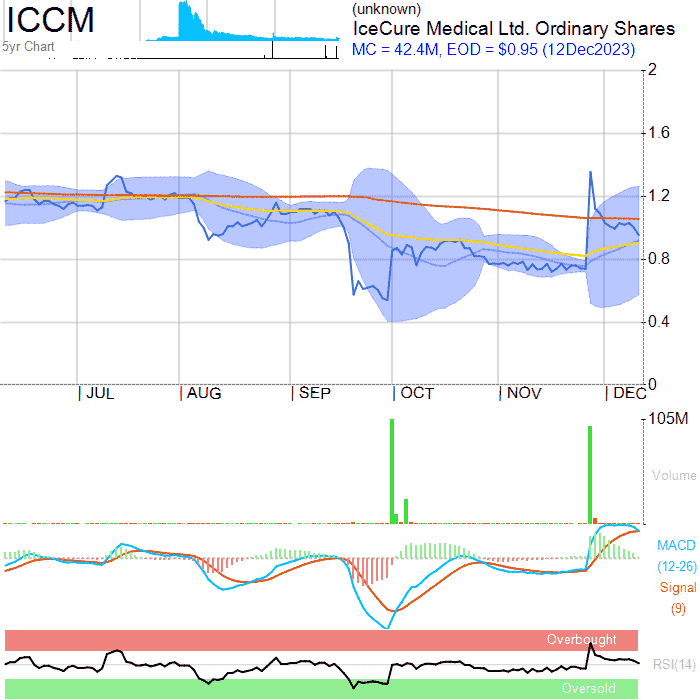 ICCM
5yr Chart
(unknown)
IceCure Medical Ltd. Ordinary Shares
MC = 42.4M, EOD = $0.95 (12Dec2023)
2
1.6
1.2
0.8
0.4
0
| JUL | AUG | SEP | OCT | NOV | DEC
105M
Volume
MACD
(12-26)
Signal
(9)
Overbought
RSI(14)
Oversold